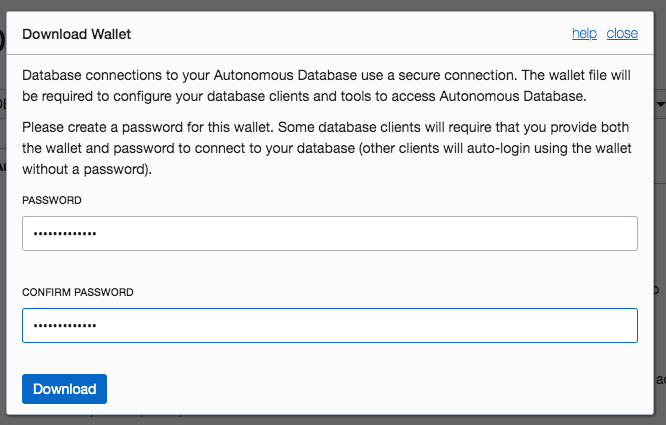 Download Wallet help close
Database connections to your Autonomous Database use a secure connection. The wallet file will
be required to configure your database clients and tools to access Autonomous Database.
Please create a password for this wallet. Some database clients will require that you provide both
the wallet and password to connect to your database (other clients will auto-login using the wallet
without a password).
PASSWORD
•••••••••••••
CONFIRM PASSWORD
•••••••••••••
Download